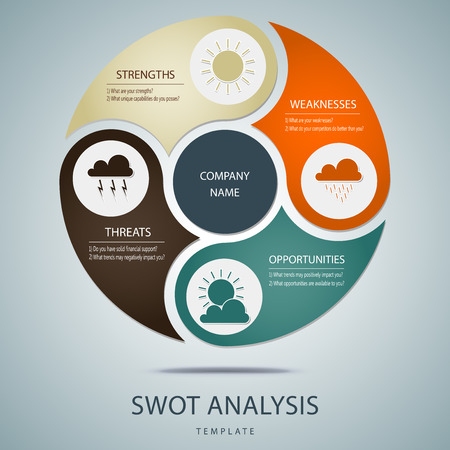 STRENGTHS
1) What are your strengths?
2) What unique capabilities do you posses?
WEAKNESSES
1) What are your weak-nesses?
2) What do your competitors do better than you?
COMPANY
NAME
THREATS
1) Do you have solid financial support?
2) What trends may negatively impact you?
OPPORTUNITIES
1) What trends may positively impact you?
2) What opportunities are available to you?
SWOT ANALYSIS
TEMPLATE